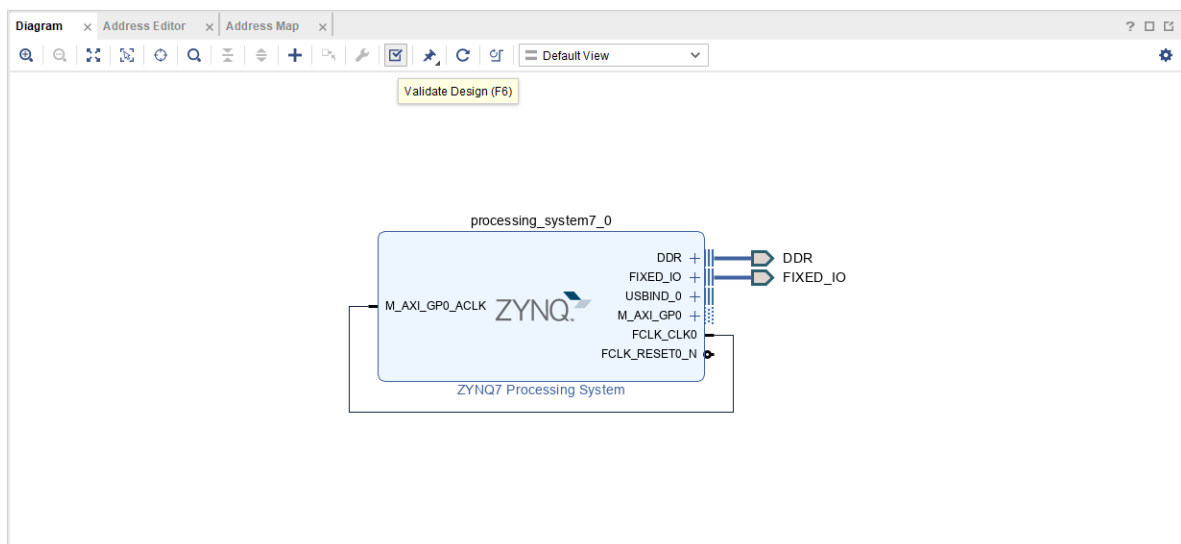 Diagram × Address Editor × Address Map ×
Default View
Validate Design (F6)
processing_system7_0
DDR
FIXED_IO
USBIND_0
M_AXI_GP0
FCLK_CLK0
FCLK_RESET0_N
M_AXI_GP0_ACLK
ZYNQ
DDR
FIXED_IO
ZYNQ7 Processing System